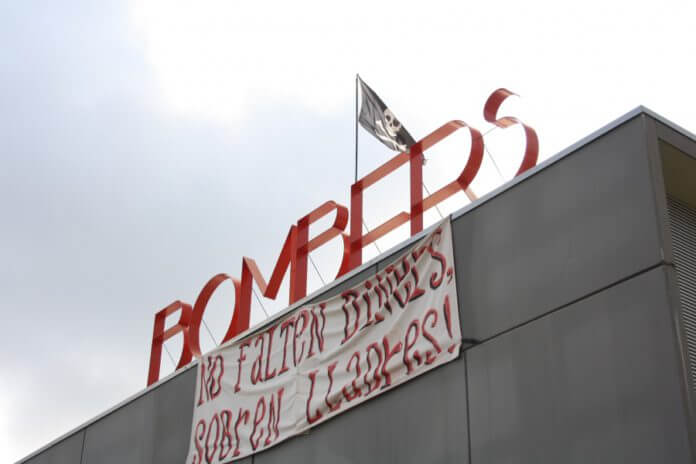 BOMBERS
No FalTEN DINERS,
SoBrEN LLadrES!